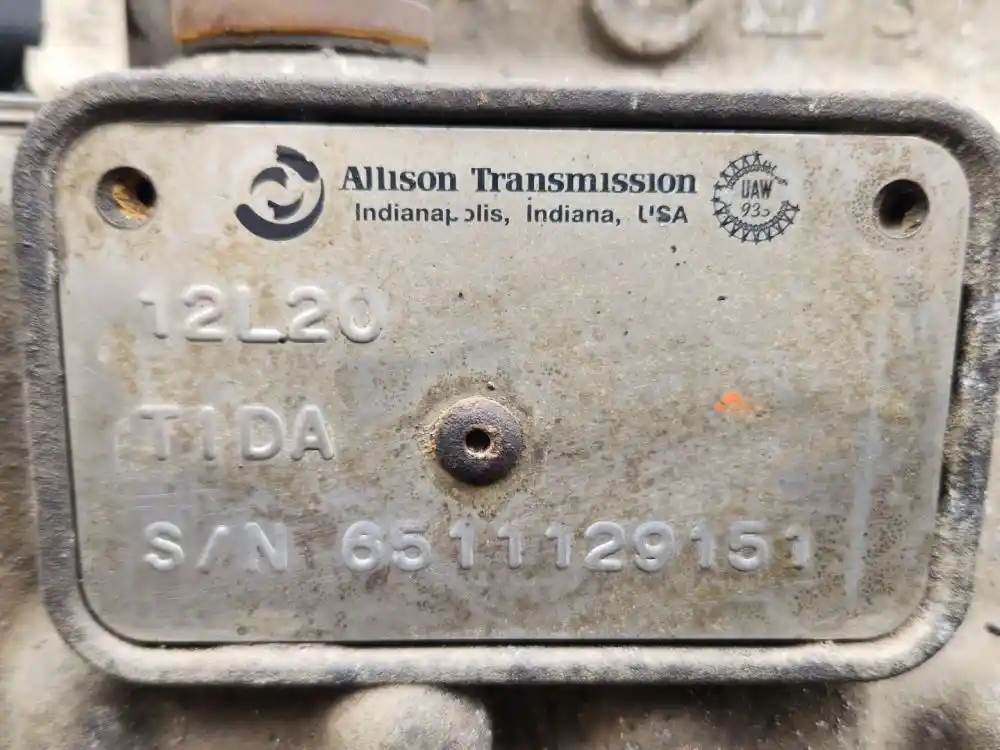 Allison Transmission
Indianapolis, Indiana, USA
UAW
933
12L20
T1DA
S/N 6511129151